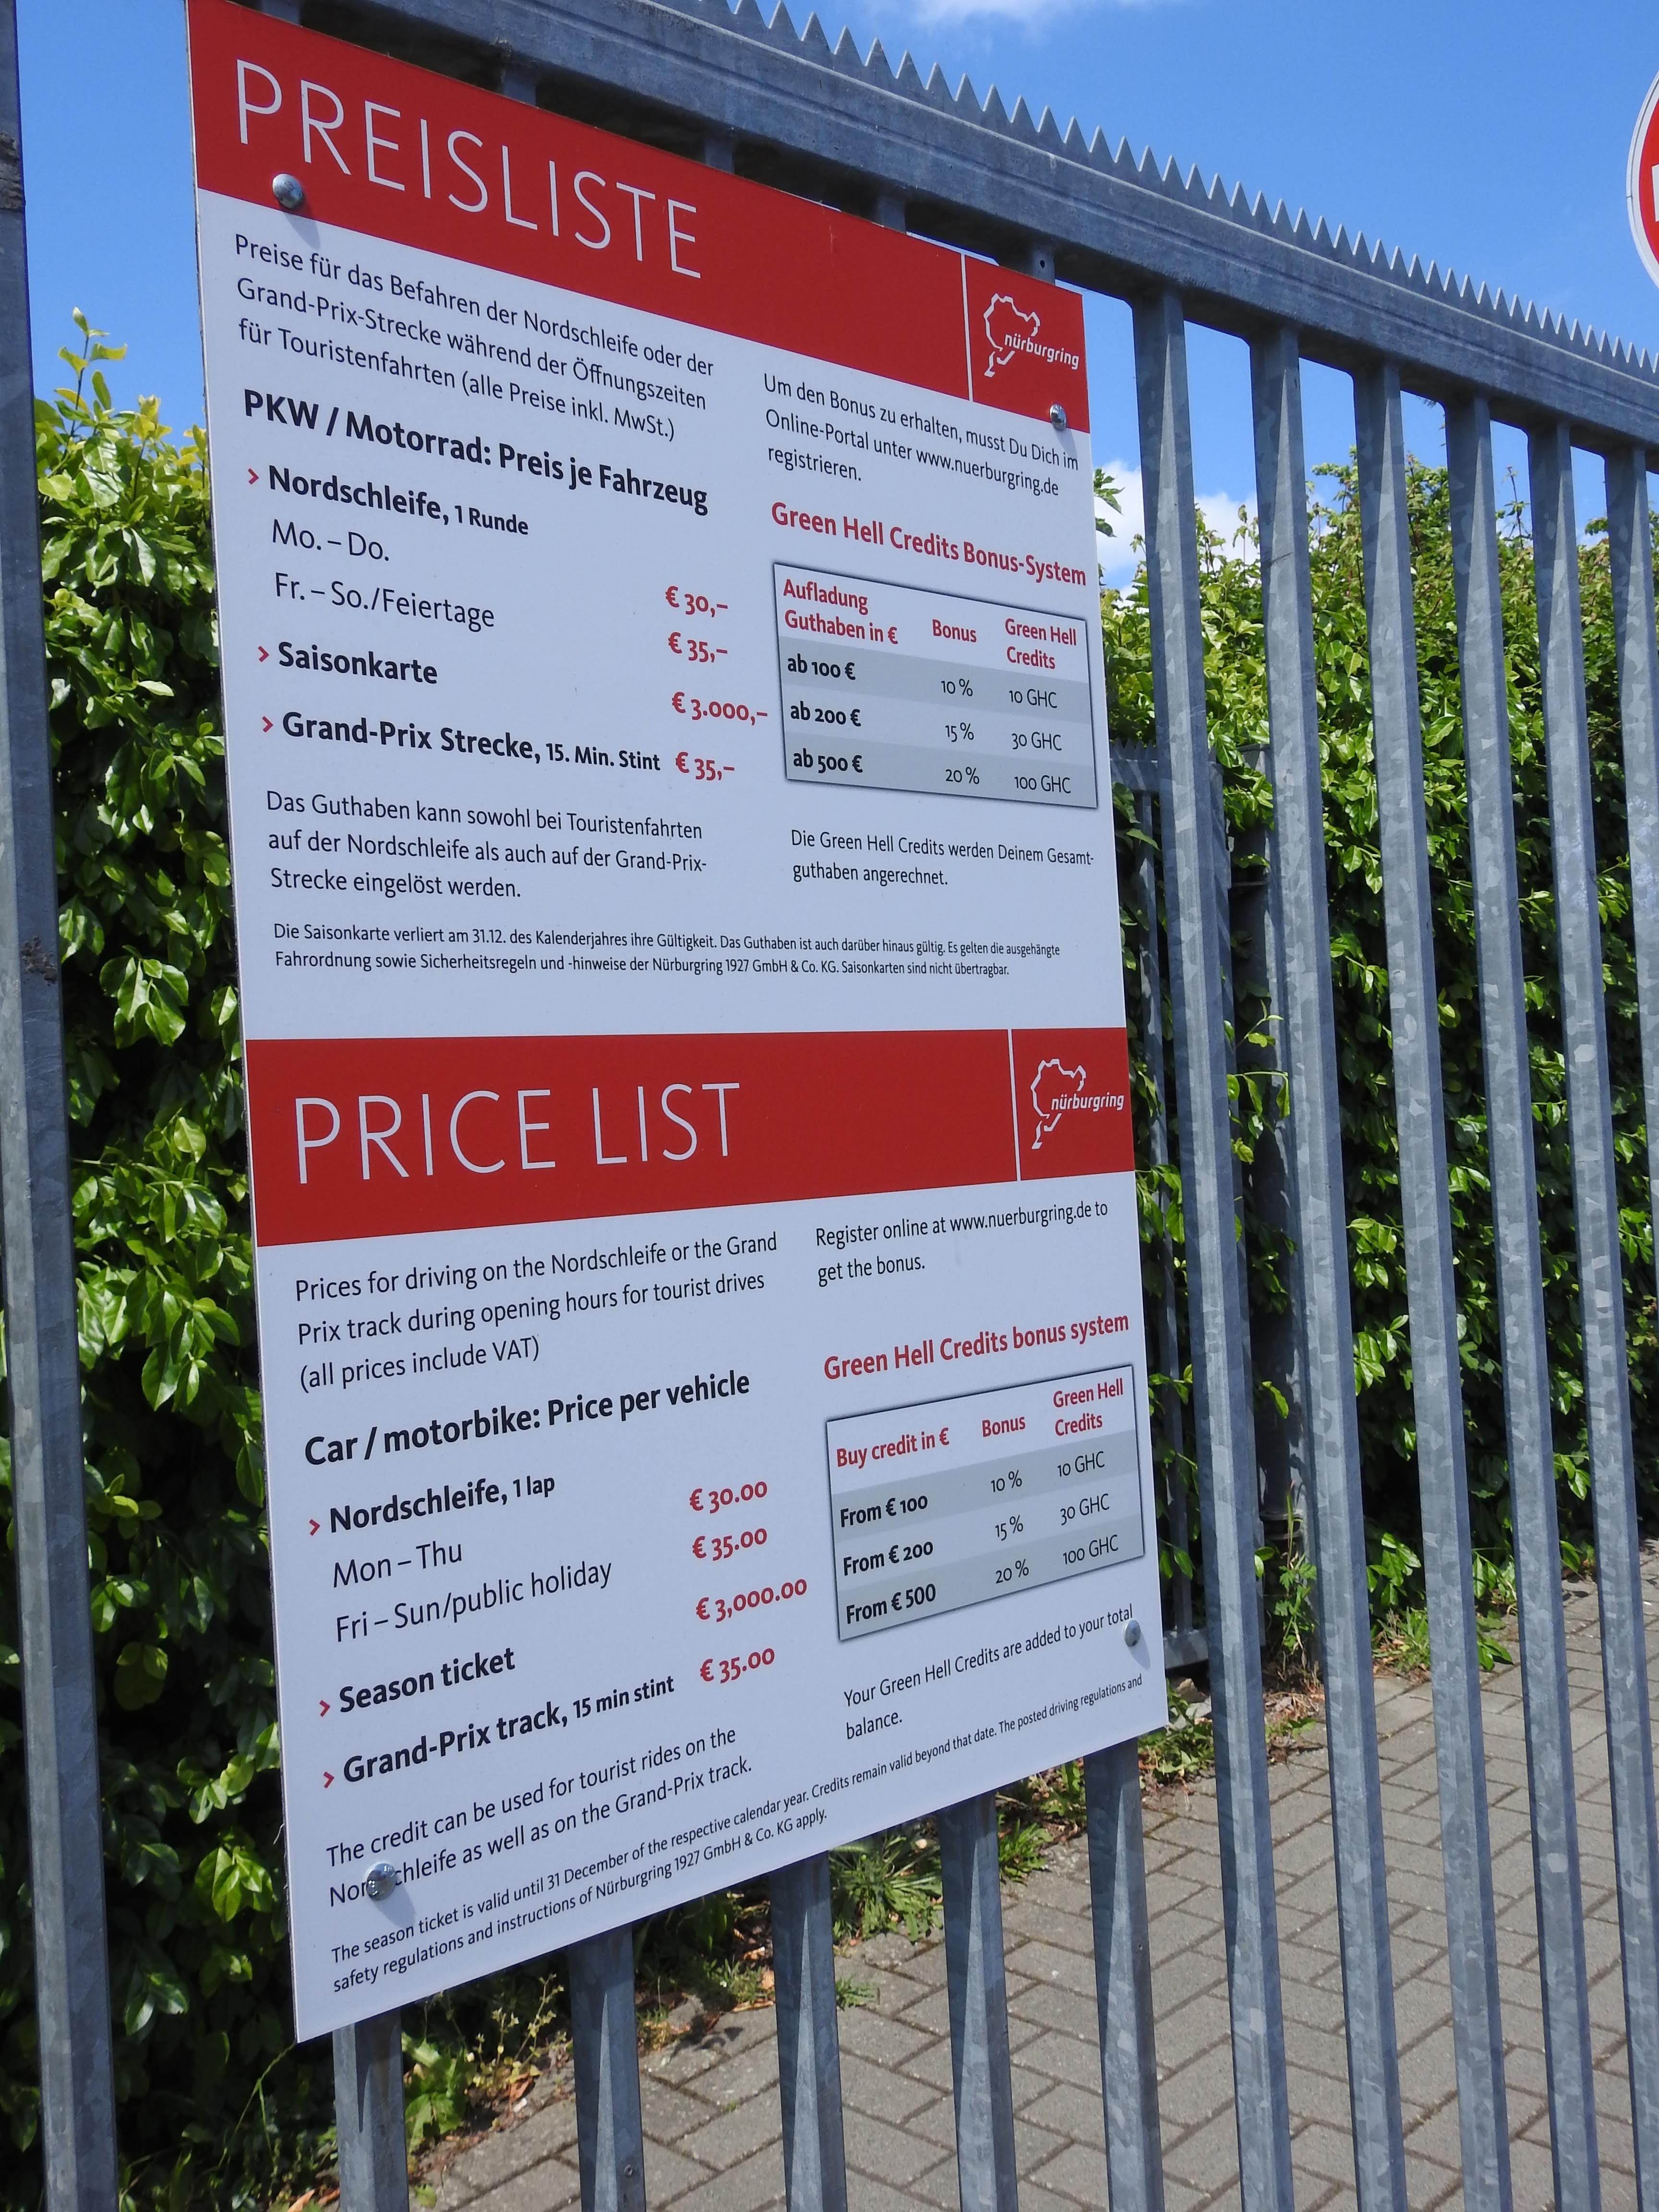 PREISLISTE
nürburgring
Preise für das Befahren der Nordschleife oder der
Grand-Prix-Strecke während der Öffnungszeiten
für Touristenfahrten (alle Preise inkl. MwSt.)
PKW / Motorrad: Preis je Fahrzeug
› Nordschleife, 1 Runde
Mo. – Do. € 30,–
Fr. – So./Feiertage € 35,–
› Saisonkarte € 3.000,–
› Grand-Prix Strecke, 15. Min. Stint € 35,–
Das Guthaben kann sowohl bei Touristenfahrten
auf der Nordschleife als auch auf der Grand-Prix-
Strecke eingelöst werden.
Um den Bonus zu erhalten, musst Du Dich im
Online-Portal unter www.nuerburgring.de
registrieren.
Green Hell Credits Bonus-System
Aufladung
Guthaben in € Bonus Green Hell
Credits
ab 100 € 10 % 10 GHC
ab 200 € 15 % 30 GHC
ab 500 € 20 % 100 GHC
Die Green Hell Credits werden Deinem Gesamt-
guthaben angerechnet.
Die Saisonkarte verliert am 31.12. des Kalenderjahres ihre Gültigkeit. Das Guthaben ist auch darüber hinaus gültig. Es gelten die ausgehängte
Fahrordnung sowie Sicherheitsregeln und -hinweise der Nürburgring 1927 GmbH & Co. KG. Saisonkarten sind nicht übertragbar.
PRICE LIST
nürburgring
Prices for driving on the Nordschleife or the Grand
Prix track during opening hours for tourist drives
(all prices include VAT)
Car / motorbike: Price per vehicle
› Nordschleife, 1 lap
Mon – Thu € 30.00
Fri – Sun/public holiday € 35.00
› Season ticket € 3,000.00
› Grand-Prix track, 15 min stint € 35.00
The credit can be used for tourist rides on the
Nordschleife as well as on the Grand-Prix track.
Register online at www.nuerburgring.de to
get the bonus.
Green Hell Credits bonus system
Buy credit in € Bonus Green Hell
Credits
From € 100 10 % 10 GHC
From € 200 15 % 30 GHC
From € 500 20 % 100 GHC
Your Green Hell Credits are added to your total
balance.
The season ticket is valid until 31 December of the respective calendar year. Credits remain valid beyond that date. The posted driving regulations and
safety regulations and instructions of Nürburgring 1927 GmbH & Co. KG apply.